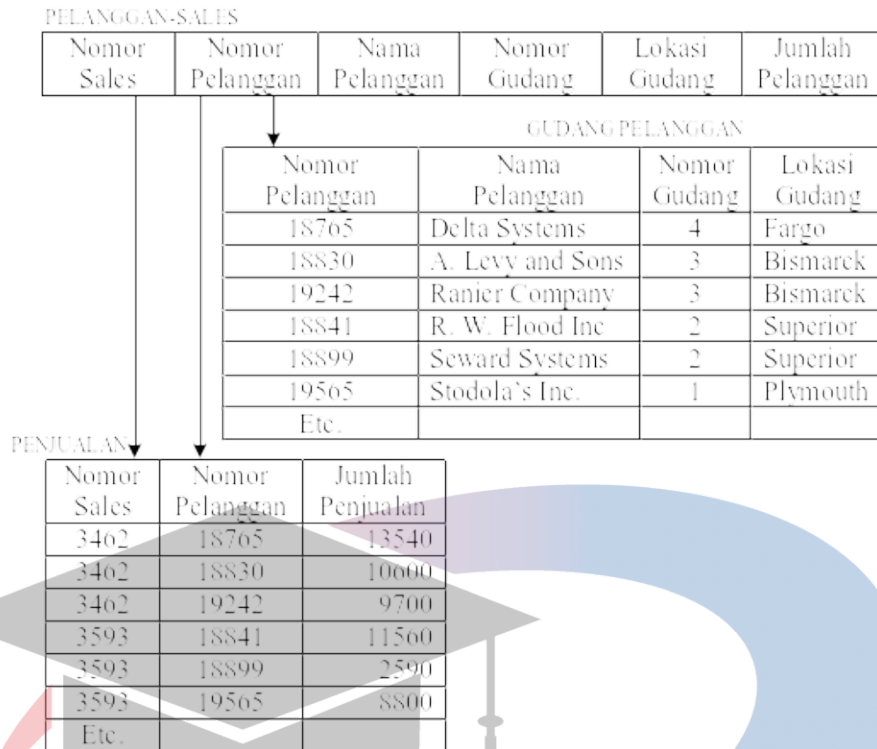 PELANGGAN-SALES
Nomor Sales Nomor Pelanggan Nama Pelanggan Nomor Gudang Lokasi Gudang Jumlah Pelanggan
GUDANG PELANGGAN
Nomor Pelanggan Nama Pelanggan Nomor Gudang Lokasi Gudang
18765 Delta Systems 4 Fargo
18830 A. Levy and Sons 3 Bismarck
19242 Ranier Company 3 Bismarck
18841 R. W. Flood Inc 2 Superior
18899 Seward Systems 2 Superior
19565 Stodola's Inc. 1 Plymouth
Etc.
PENJUALAN
Nomor Sales Nomor Pelanggan Jumlah Penjualan
3462 18765 13540
3462 18830 10600
3462 19242 9700
3593 18841 11560
3593 18899 2590
3593 19565 8800
Etc.